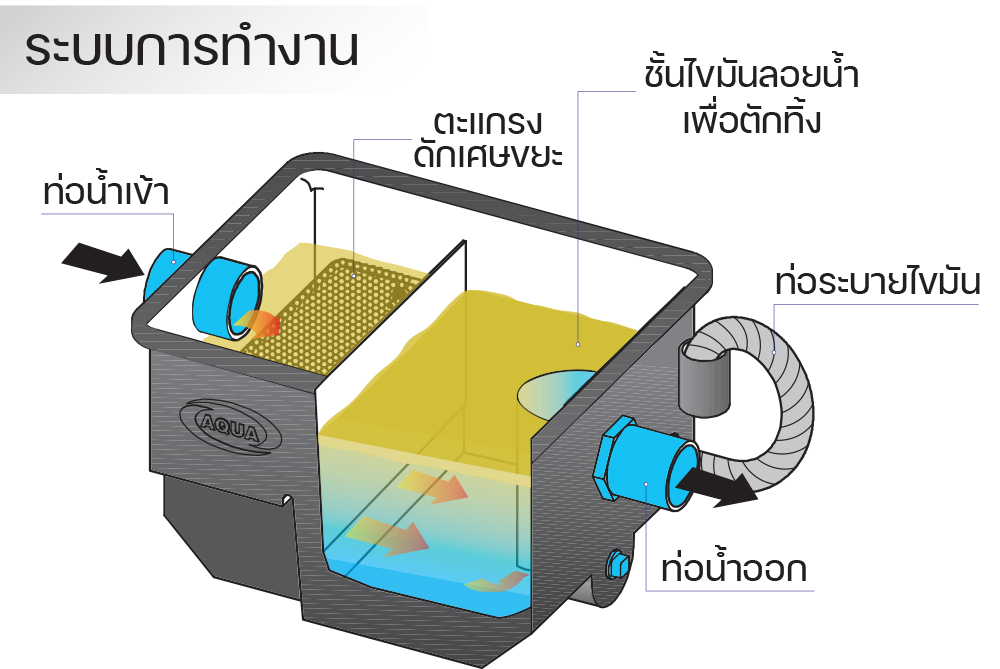 ระบบการทำงาน
ชั้นไขมันลอยน้ำ
เพื่อตักทิ้ง
ตะแกรง
ดักเศษขยะ
ท่อน้ำเข้า
ท่อระบายไขมัน
AQUA
ท่อน้ำออก